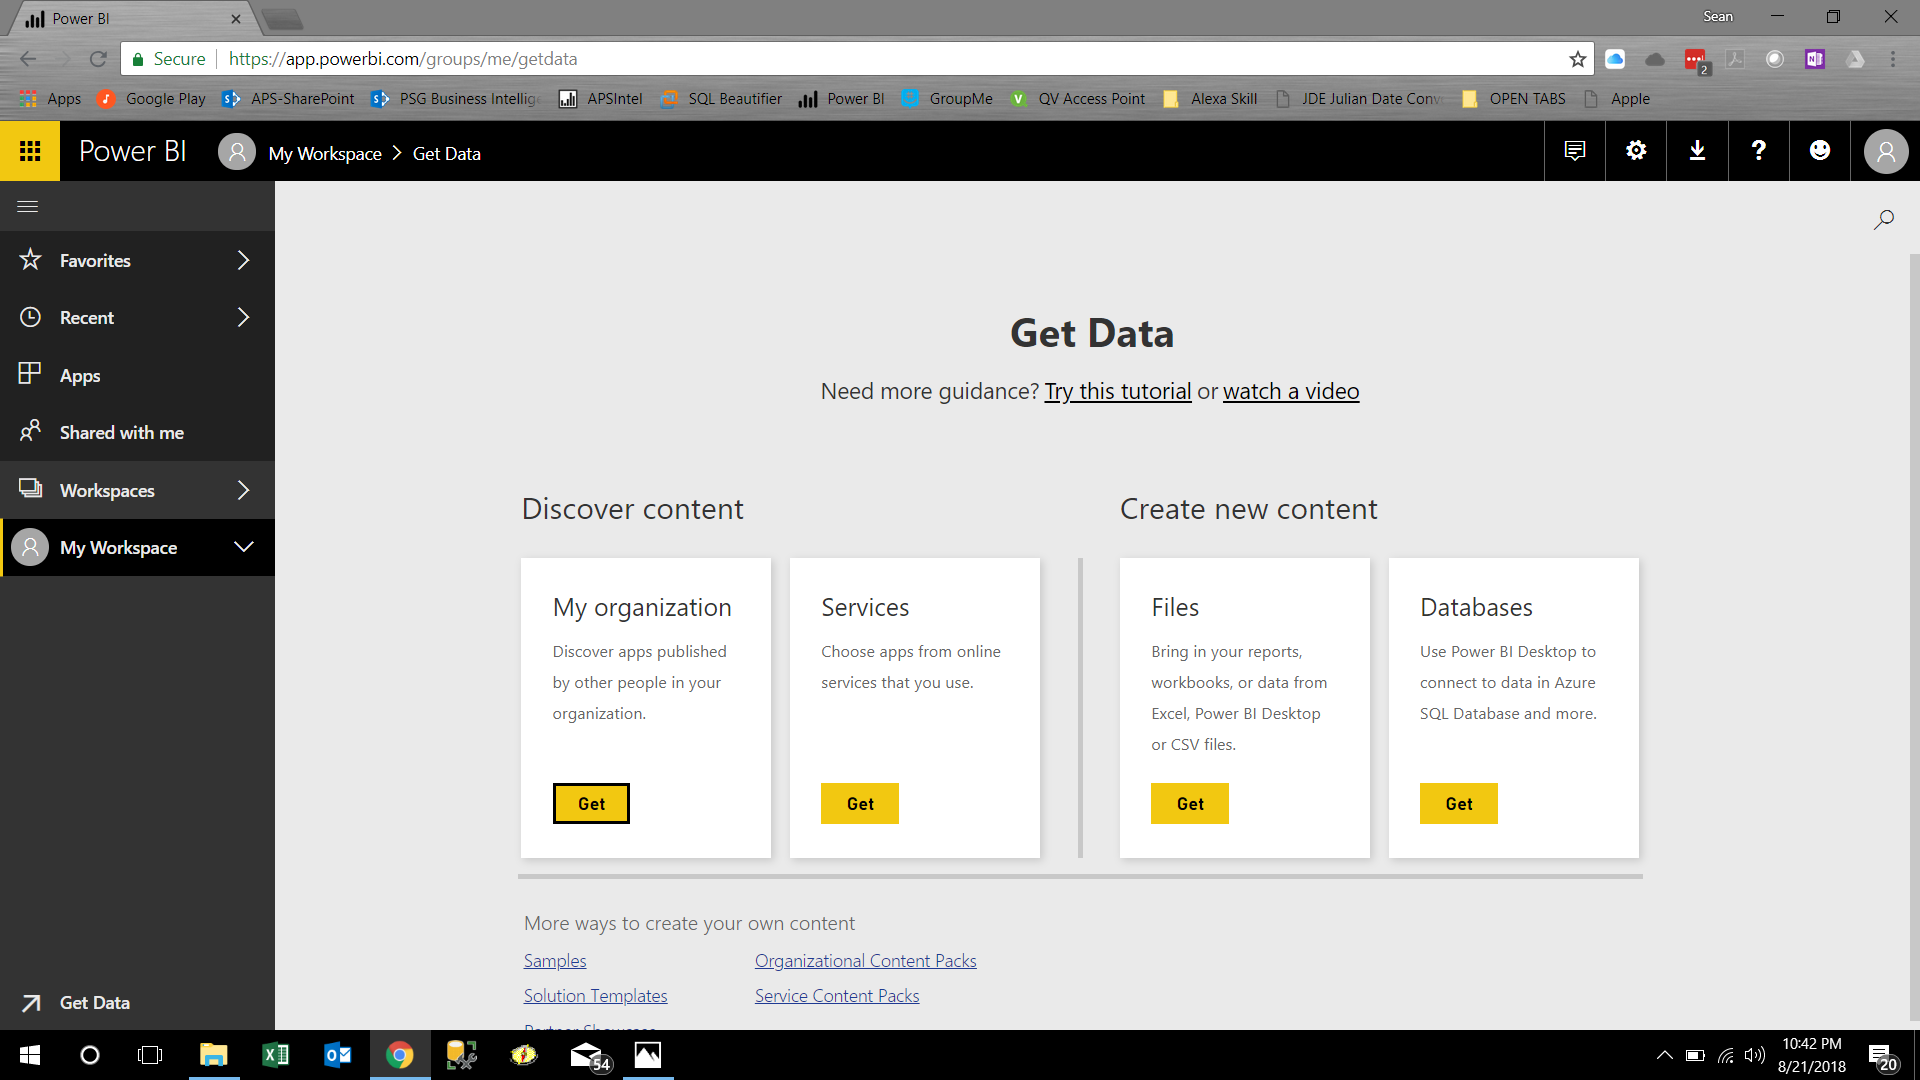 Power BI
Sean
Secure https://app.powerbi.com/groups/me/getdata
2
Apps Google Play APS-SharePoint PSG Business Intellig APSIntel SQL Beautifier Power BI GroupMe QV Access Point Alexa Skill JDE Julian Date Conv OPEN TABS Apple
Power BI My Workspace > Get Data
?
Favorites
Recent
Apps
Shared with me
Workspaces
My Workspace
Get Data
Get Data
Need more guidance? Try this tutorial or watch a video
Discover content
My organization
Discover apps published
by other people in your
organization.
Get
Services
Choose apps from online
services that you use.
Get
Create new content
Files
Bring in your reports,
workbooks, or data from
Excel, Power BI Desktop
or CSV files.
Get
Databases
Use Power BI Desktop to
connect to data in Azure
SQL Database and more.
Get
More ways to create your own content
Samples Organizational Content Packs
Solution Templates Service Content Packs
Partner Showcase
54
10:42 PM
8/21/2018
20